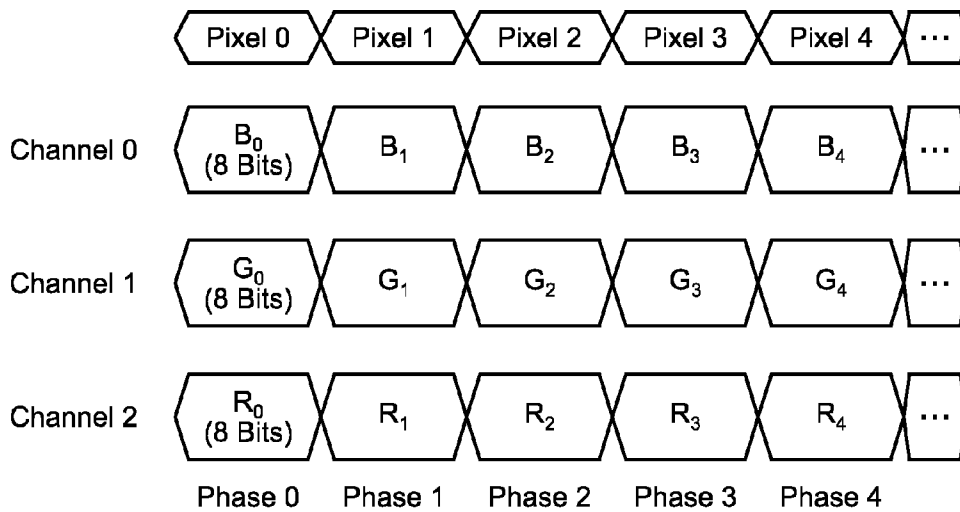 Pixel 0 Pixel 1 Pixel 2 Pixel 3 Pixel 4 ...
Channel 0 B₀ (8 Bits) B₁ B₂ B₃ B₄ ...
Channel 1 G₀ (8 Bits) G₁ G₂ G₃ G₄ ...
Channel 2 R₀ (8 Bits) R₁ R₂ R₃ R₄ ...
Phase 0 Phase 1 Phase 2 Phase 3 Phase 4